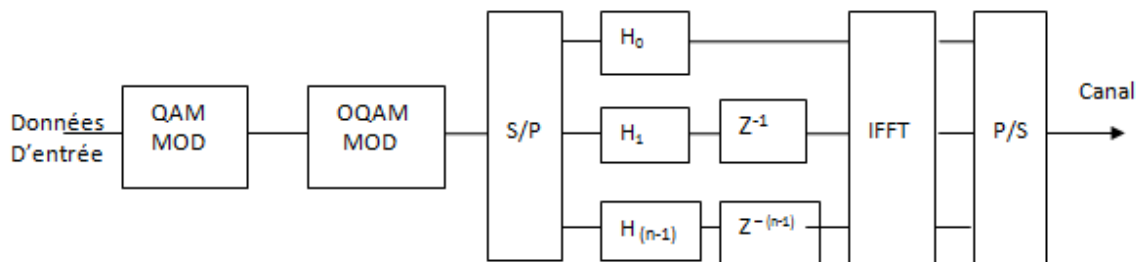 Données
D'entrée
QAM
MOD
OQAM
MOD
S/P
H₀
H₁
Z⁻¹
H₍ₙ₋₁₎
Z⁻⁽ⁿ⁻¹⁾
IFFT
P/S
Canal